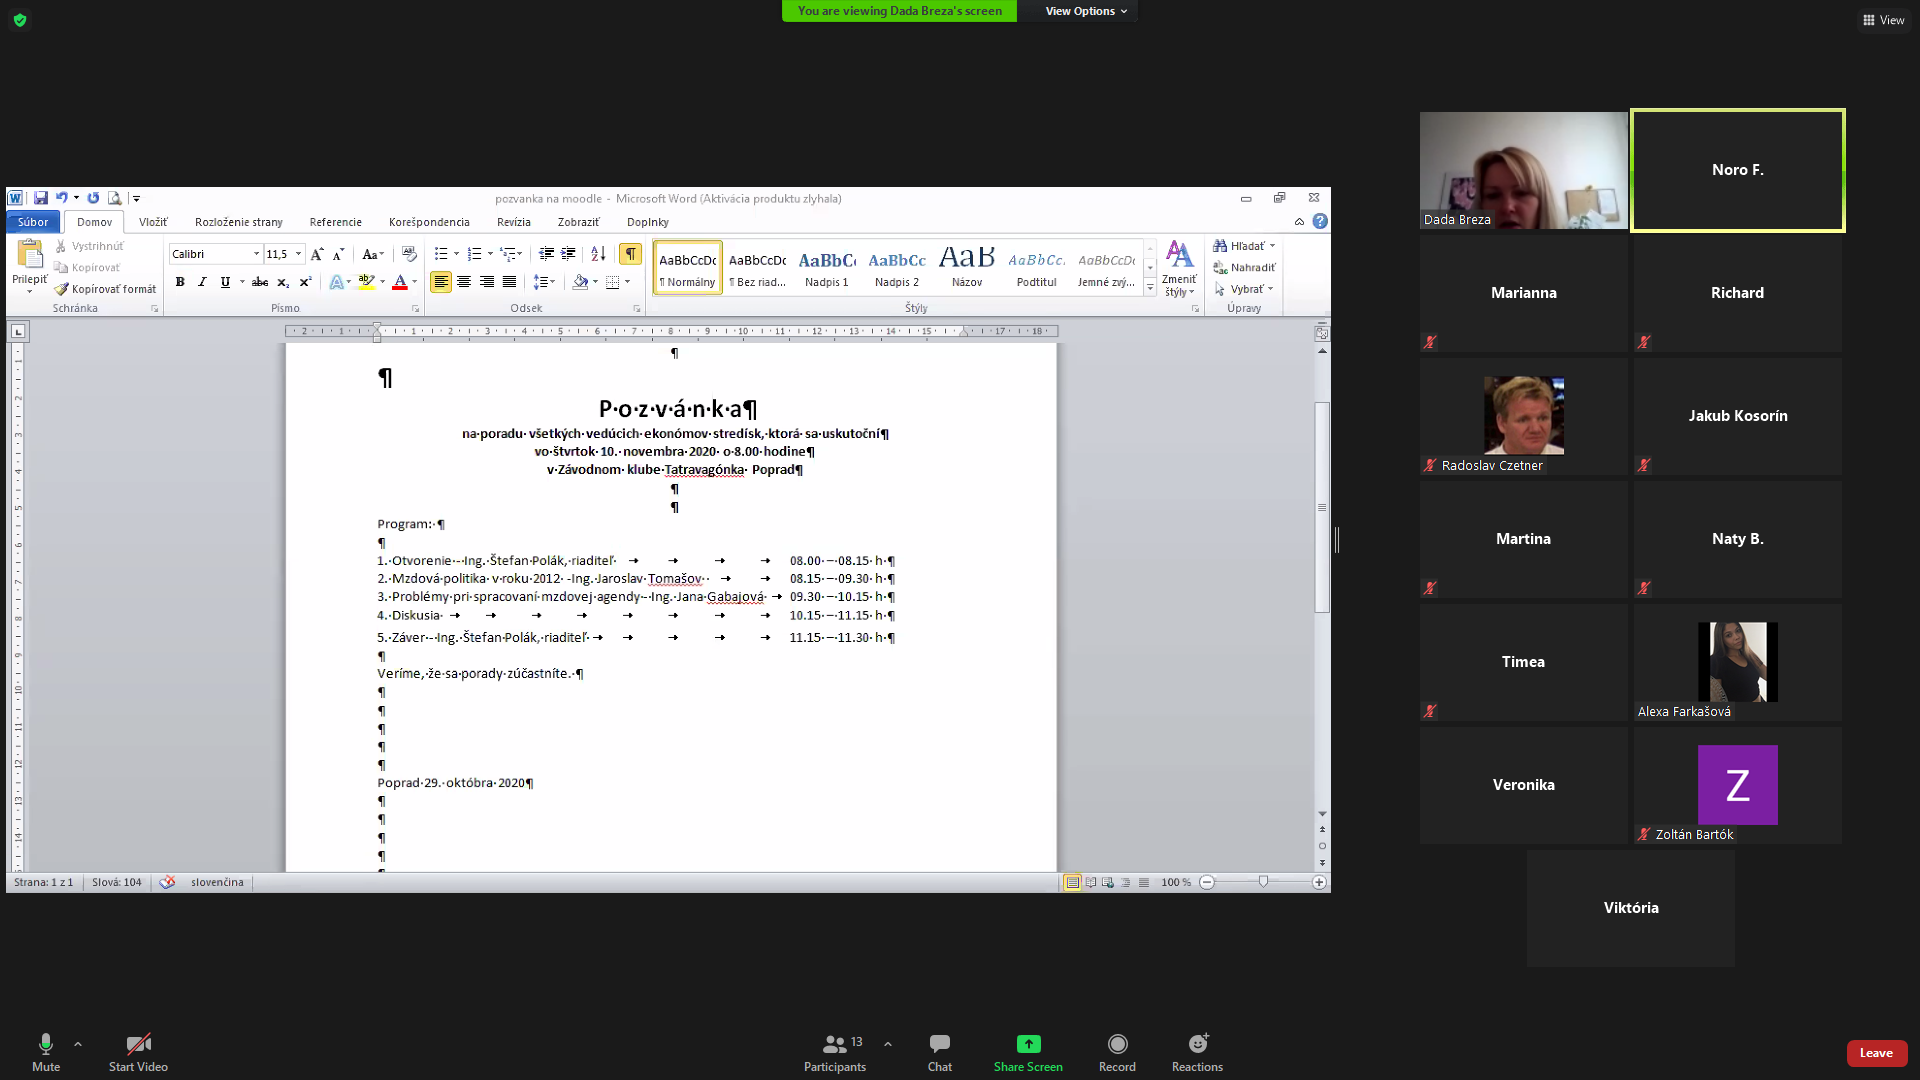 You are viewing Dada Breza's screen
View Options
View
pozvanka na moodle - Microsoft Word (Aktivácia produktu zlyhala)
Súbor Domov Vložiť Rozloženie strany Referencie Korešpondencia Revízia Zobraziť Doplnky
Prilepiť
Vystrihnúť
Kopírovať
Kopírovať formát
Schránka
Calibri 11,5
Písmo
Odsek
AaBbCcDc AaBbCcDc AaBbC AaBbCc AaB AaBbCc. AaBbCcDc
¶ Normálny ¶ Bez riad... Nadpis 1 Nadpis 2 Názov Podtitul Jemné zvý...
Štýly
Zmeniť štýly
Hľadať
Nahradiť
Vybrať
Úpravy
P·o·z·v·á·n·k·a¶
na poradu všetkých vedúcich ekonómov stredísk, ktorá sa uskutoční¶
vo štvrtok 10. novembra 2020 o 8.00 hodine¶
v Závodnom klube Tatravagónka Poprad¶
Program: ¶
1. Otvorenie - Ing. Štefan Polák, riaditeľ → → → → 08.00 – 08.15 h ¶
2. Mzdová politika v roku 2012 -Ing. Jaroslav Tomašov → → 08.15 – 09.30 h ¶
3. Problémy pri spracovaní mzdovej agendy - Ing. Jana Gabajová → 09.30 – 10.15 h ¶
4. Diskusia → → → → → → → → 10.15 – 11.15 h ¶
5. Záver - Ing. Štefan Polák, riaditeľ → → → → → 11.15 – 11.30 h ¶
Veríme, že sa porady zúčastníte. ¶
Poprad 29. októbra 2020¶
Strana: 1 z 1 Slová: 104 slovenčina 100 %
Dada Breza
Noro F.
Marianna
Richard
Radoslav Czetner
Jakub Kosorín
Martina
Naty B.
Timea
Alexa Farkašová
Veronika
Z
Zoltán Bartók
Viktória
Mute
Start Video
13
Participants
Chat
Share Screen
Record
Reactions
Leave